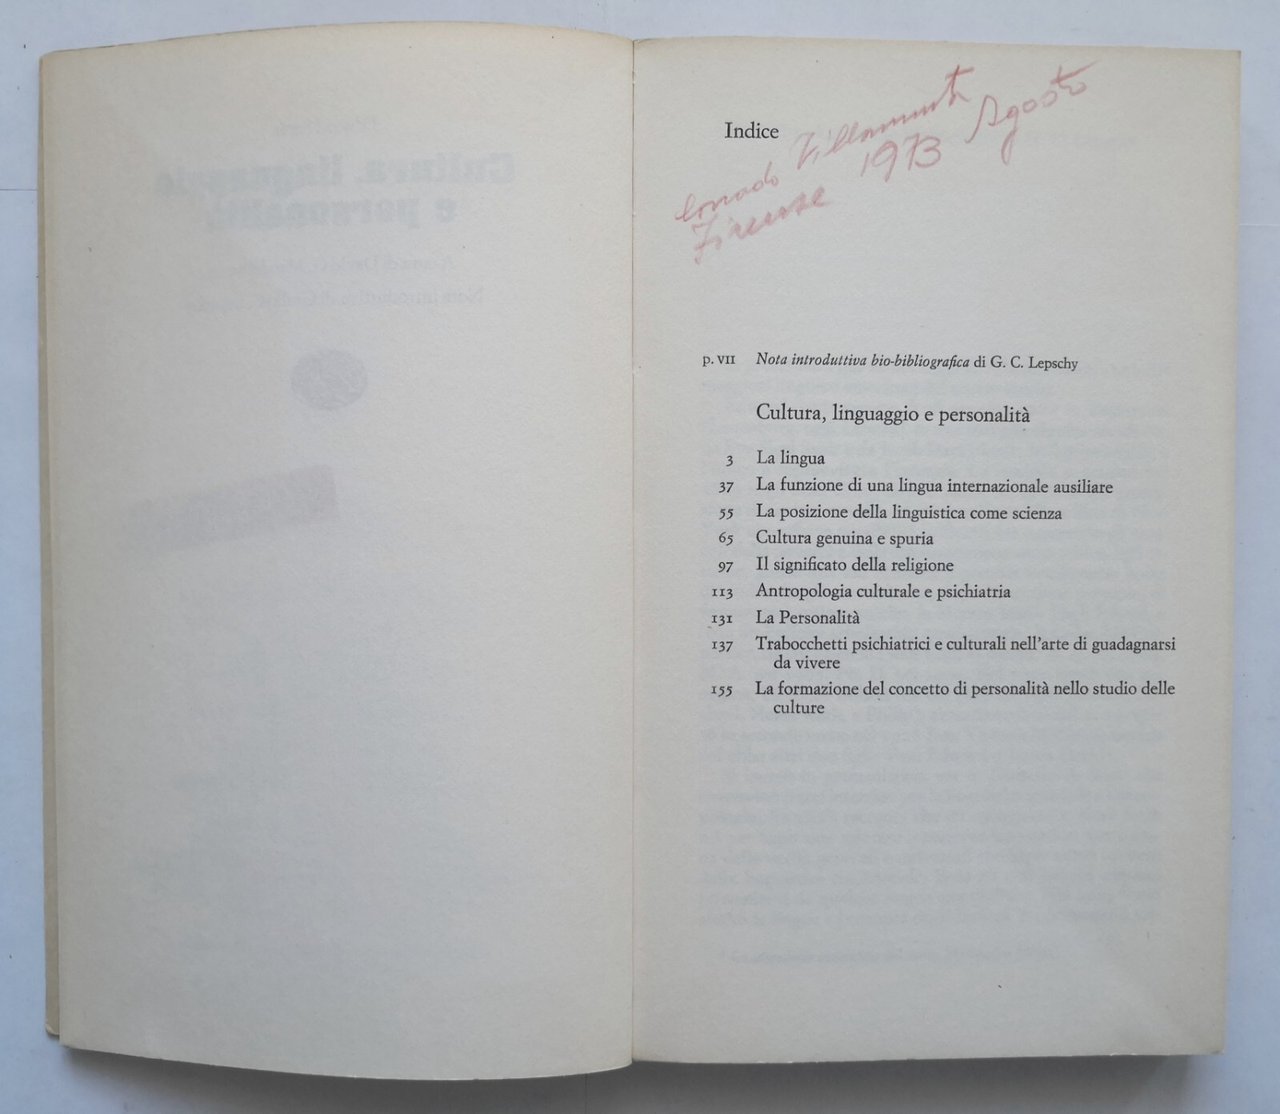 Indice
Corrado
1973 Agosto
Firenze
p. VII Nota introduttiva bio-bibliografica di G. C. Lepschy
Cultura, linguaggio e personalità
3 La lingua
37 La funzione di una lingua internazionale ausiliare
55 La posizione della linguistica come scienza
65 Cultura genuina e spuria
97 Il significato della religione
113 Antropologia culturale e psichiatria
131 La Personalità
137 Trabocchetti psichiatrici e culturali nell'arte di guadagnarsi
da vivere
155 La formazione del concetto di personalità nello studio delle
culture